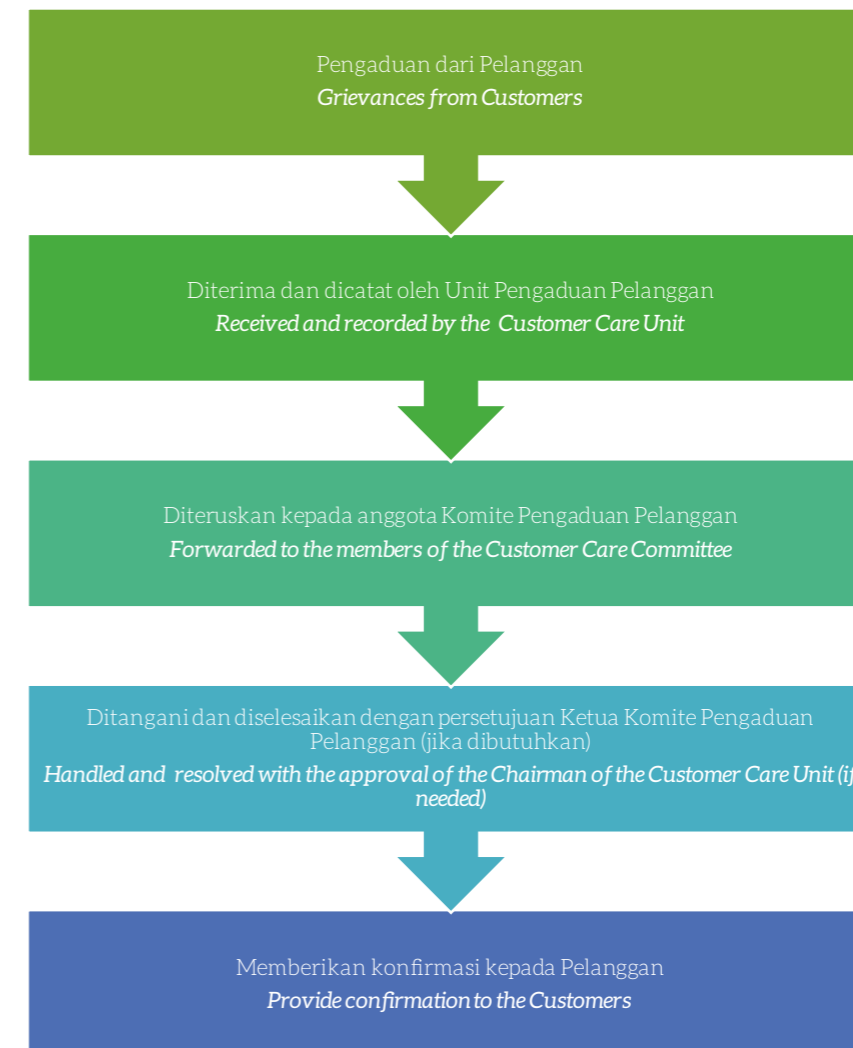 Pengaduan dari Pelanggan
Grievances from Customers
Diterima dan dicatat oleh Unit Pengaduan Pelanggan
Received and recorded by the Customer Care Unit
Diteruskan kepada anggota Komite Pengaduan Pelanggan
Forwarded to the members of the Customer Care Committee
Ditangani dan diselesaikan dengan persetujuan Ketua Komite Pengaduan
Pelanggan (jika dibutuhkan)
Handled and resolved with the approval of the Chairman of the Customer Care Unit (if
needed)
Memberikan konfirmasi kepada Pelanggan
Provide confirmation to the Customers